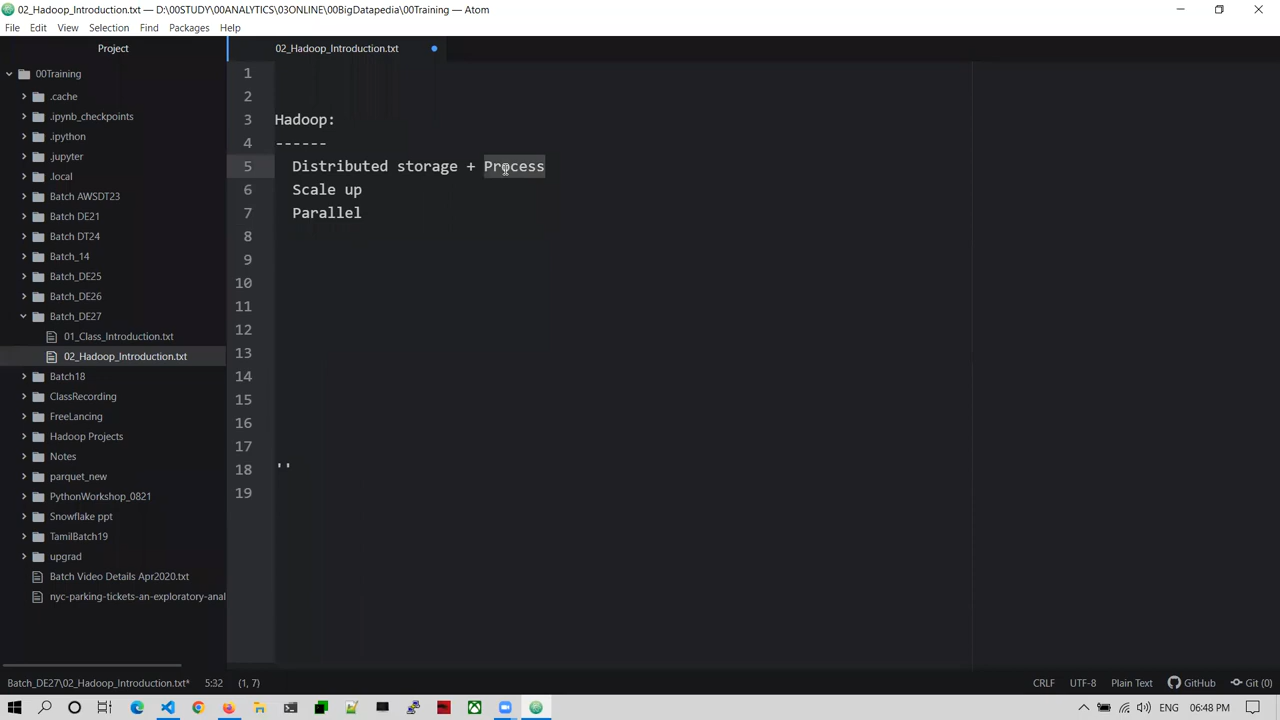 02_Hadoop_Introduction.txt — D:\00STUDY\00ANALYTICS\03ONLINE\00BigDatapedia\00Training — Atom
File Edit View Selection Find Packages Help
Project
02_Hadoop_Introduction.txt
00Training
.cache
.ipynb_checkpoints
.ipython
.jupyter
.local
Batch AWSDT23
Batch DE21
Batch DT24
Batch_14
Batch_DE25
Batch_DE26
Batch_DE27
01_Class_Introduction.txt
02_Hadoop_Introduction.txt
Batch18
ClassRecording
FreeLancing
Hadoop Projects
Notes
parquet_new
PythonWorkshop_0821
Snowflake ppt
TamilBatch19
upgrad
Batch Video Details Apr2020.txt
nyc-parking-tickets-an-exploratory-anal
1
2
3 Hadoop:
4 ------
5 Distributed storage + Process
6 Scale up
7 Parallel
8
9
10
11
12
13
14
15
16
17
18 ''
19
Batch_DE27\02_Hadoop_Introduction.txt* 5:32 (1, 7) CRLF UTF-8 Plain Text GitHub Git (0)
ENG 06:48 PM